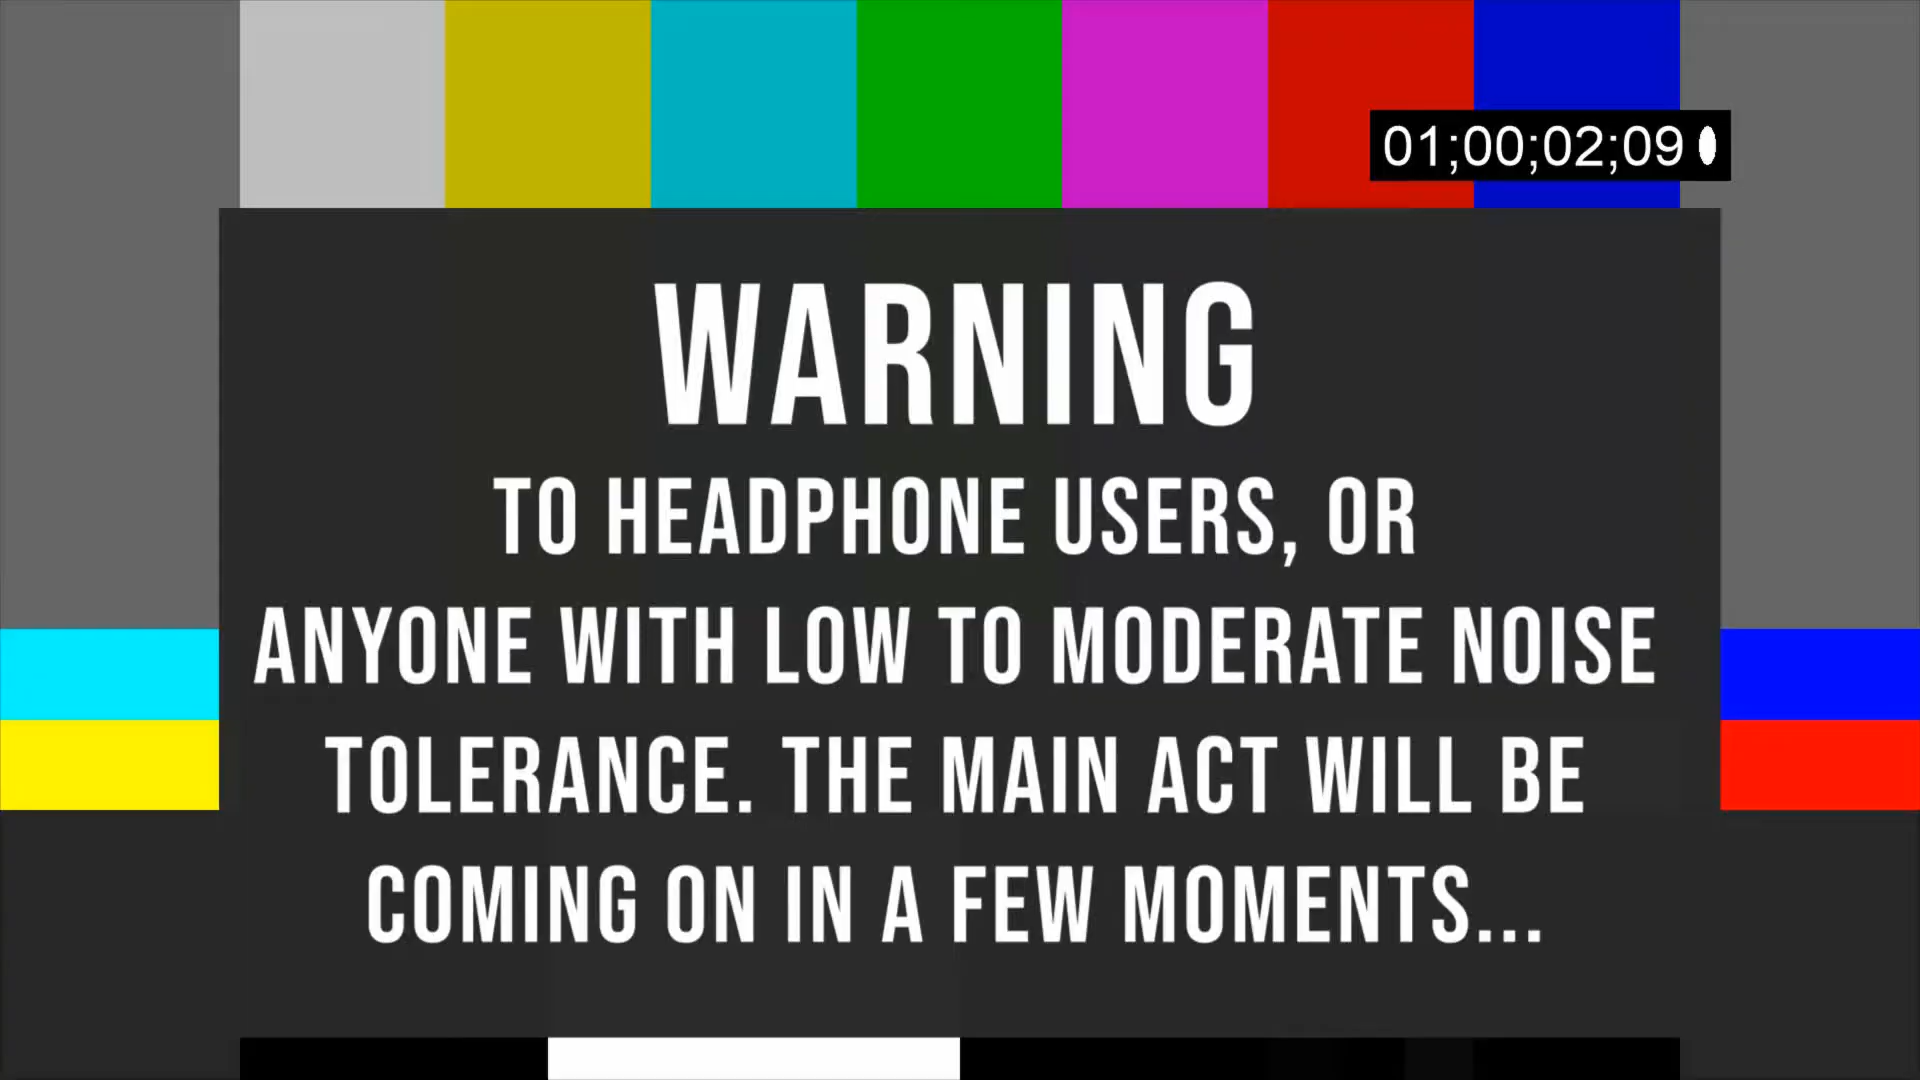 01;00;02;09
WARNING
TO HEADPHONE USERS, OR
ANYONE WITH LOW TO MODERATE NOISE
TOLERANCE. THE MAIN ACT WILL BE
COMING ON IN A FEW MOMENTS...